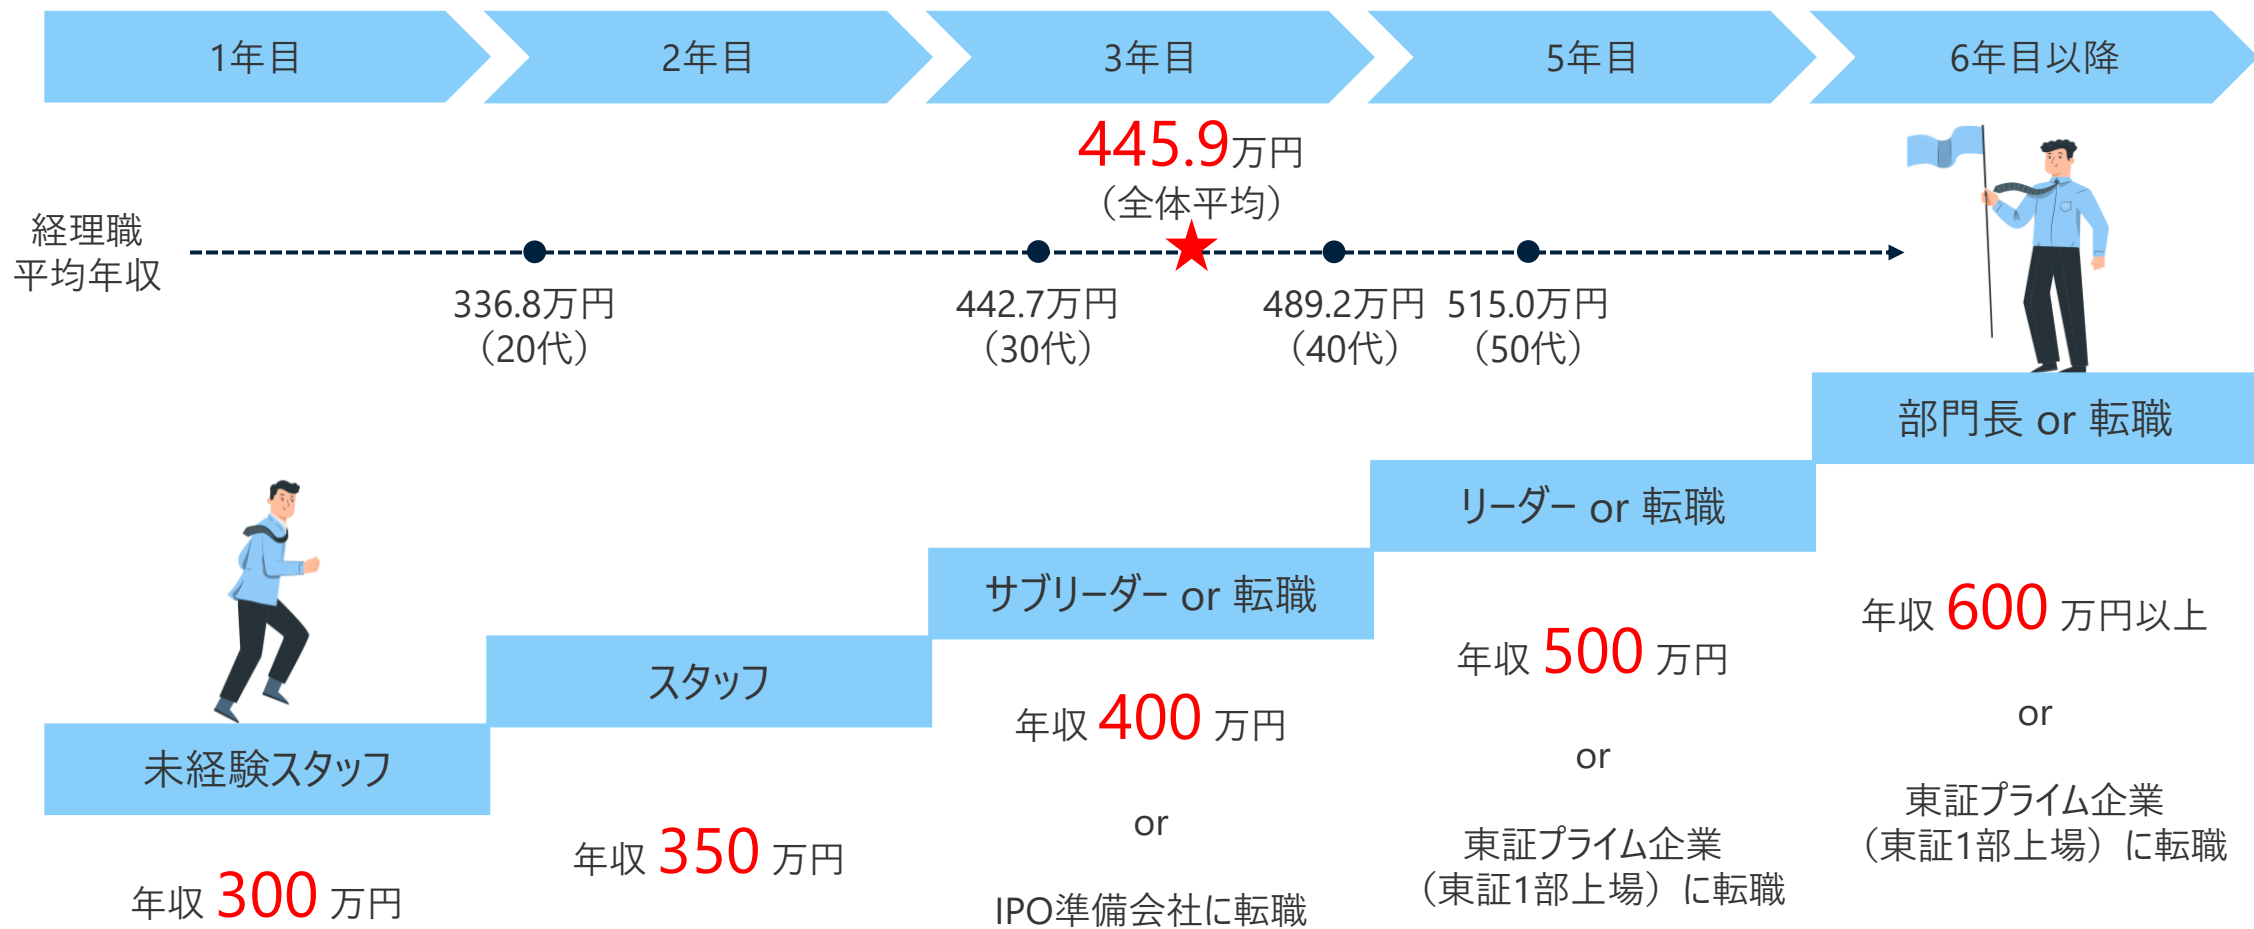 1年目
2年目
3年目
5年目
6年目以降
445.9万円
（全体平均）
経理職
平均年収
336.8万円
（20代）
442.7万円
（30代）
489.2万円
（40代）
515.0万円
（50代）
未経験スタッフ
年収 300 万円
スタッフ
年収 350 万円
サブリーダー or 転職
年収 400 万円
or
IPO準備会社に転職
リーダー or 転職
年収 500 万円
or
東証プライム企業
（東証1部上場）に転職
部門長 or 転職
年収 600 万円以上
or
東証プライム企業
（東証1部上場）に転職